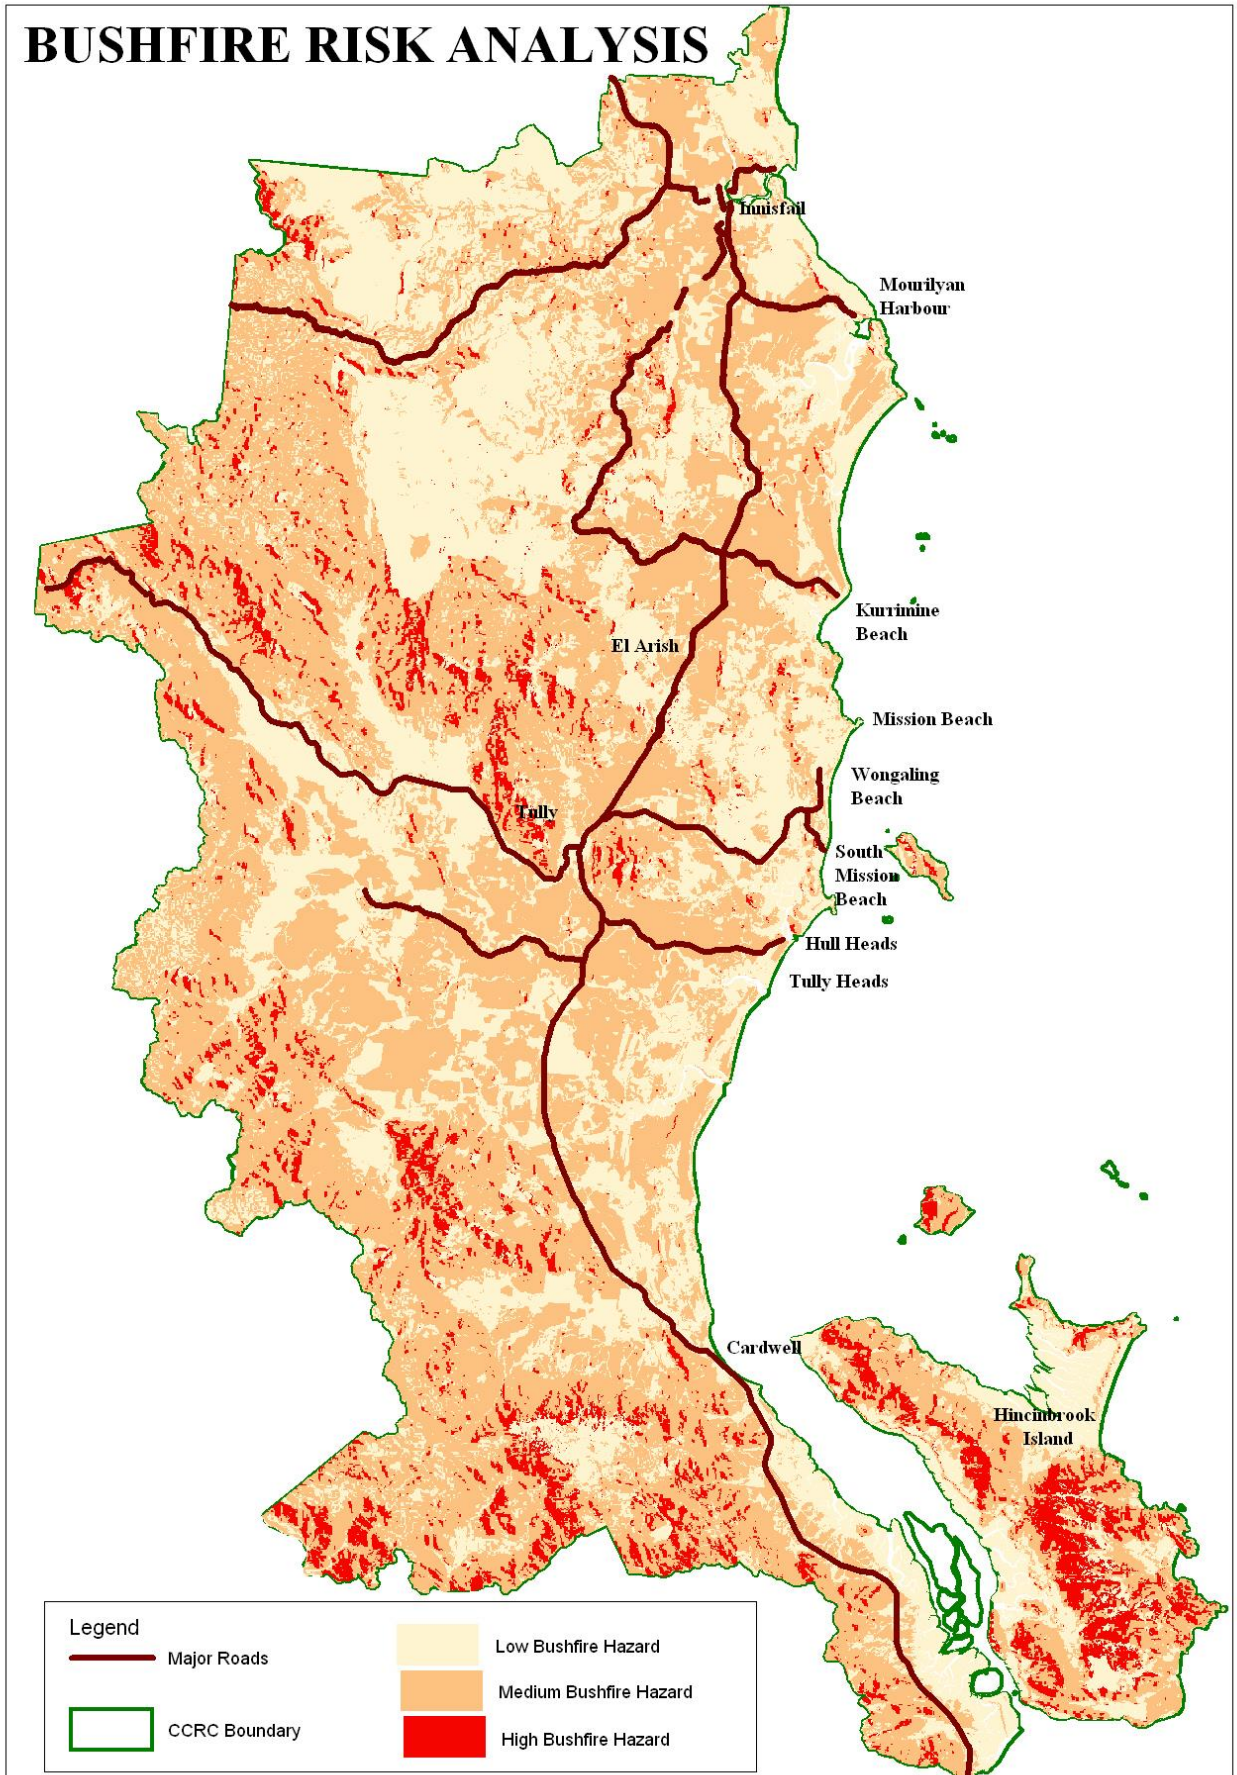 BUSHFIRE RISK ANALYSIS
Innisfail
Mourilyan
Harbour
Kurrimine
Beach
El Arish
Mission Beach
Wongaling
Beach
Tully
South
Mission
Beach
Hull Heads
Tully Heads
Cardwell
Hincinbrook
Island
Legend
Major Roads
CCRC Boundary
Low Bushfire Hazard
Medium Bushfire Hazard
High Bushfire Hazard